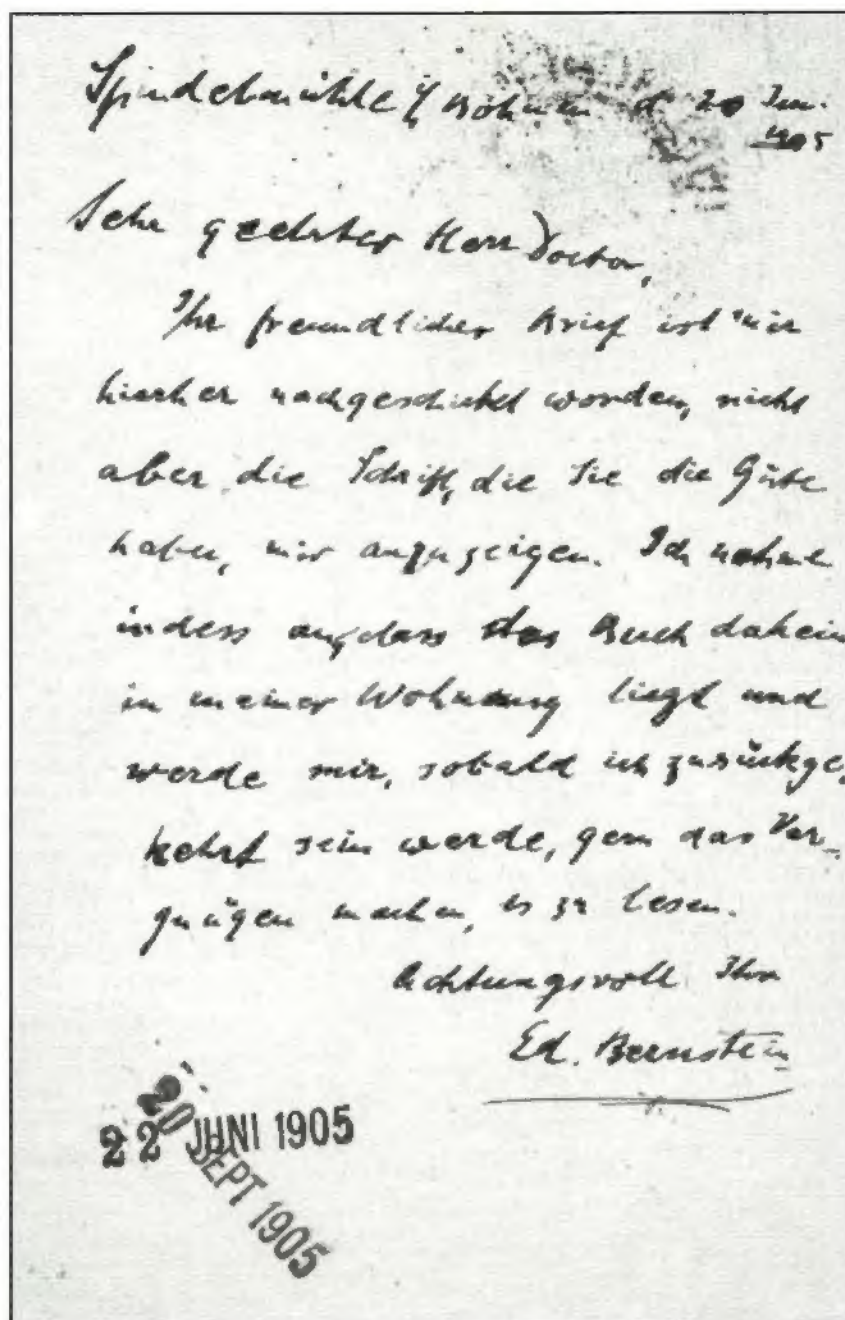 Spindelmühle i/ Böhmen d 20 Jun.
1905
Sehr geehrter Herr Doctor,
Ihr freundlicher Brief ist mir
hierher nachgeschickt worden, nicht
aber die Schrift, die Sie die Güte
haben, mir anzuzeigen. Ich nehme
indess an, dass das Buch daheim
in meiner Wohnung liegt und
werde mir, sobald ich zurückge-
kehrt sein werde, gern das Ver-
gnügen machen, es zu lesen.
Achtungsvoll Ihr
Ed. Bernstein
22 JUNI 1905
20 SEPT 1905